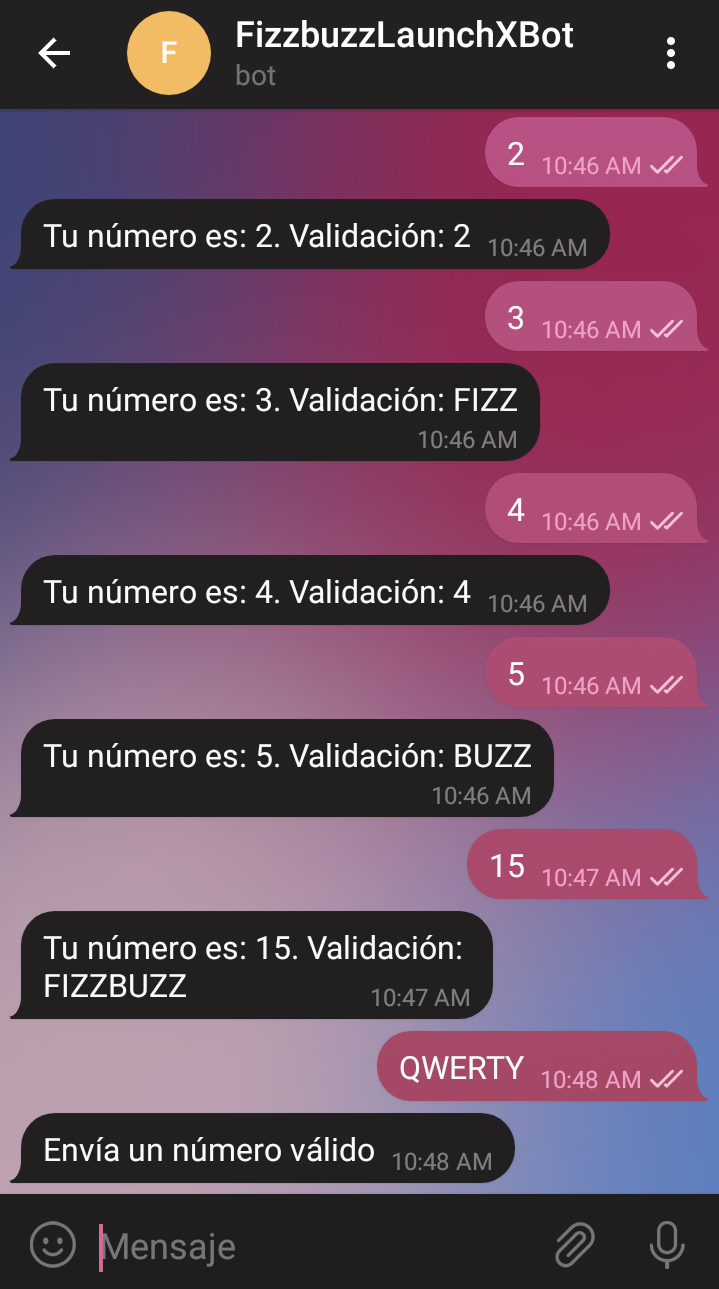 F
FizzbuzzLaunchXBot
bot
2 10:46 AM
Tu número es: 2. Validación: 2 10:46 AM
3 10:46 AM
Tu número es: 3. Validación: FIZZ
10:46 AM
4 10:46 AM
Tu número es: 4. Validación: 4 10:46 AM
5 10:46 AM
Tu número es: 5. Validación: BUZZ
10:46 AM
15 10:47 AM
Tu número es: 15. Validación:
FIZZBUZZ 10:47 AM
QWERTY 10:48 AM
Envía un número válido 10:48 AM
Mensaje